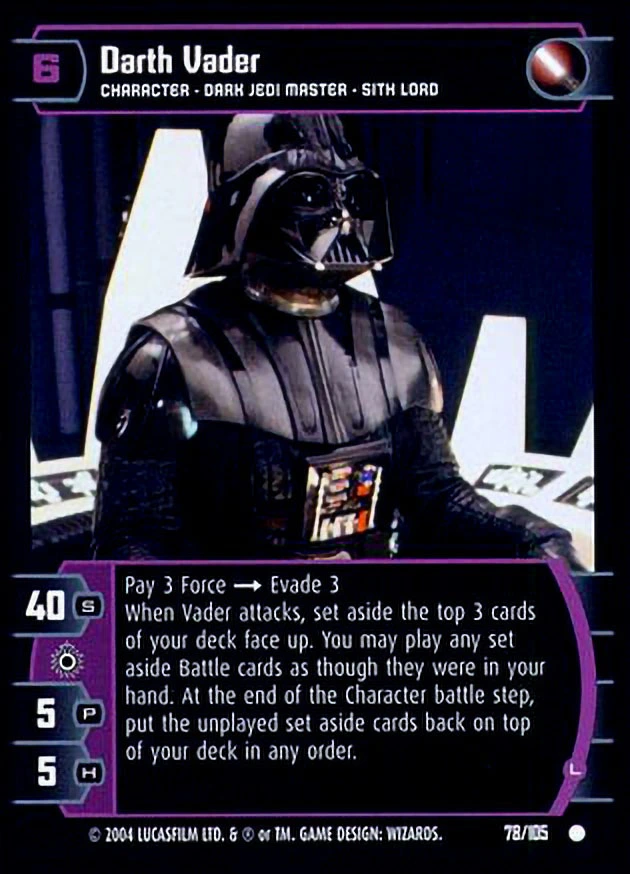 6
Darth Vader
CHARACTER - DARK JEDI MASTER - SITH LORD
40 S
5 P
5 H
Pay 3 Force → Evade 3
When Vader attacks, set aside the top 3 cards
of your deck face up. You may play any set
aside Battle cards as though they were in your
hand. At the end of the Character battle step,
put the unplayed set aside cards back on top
of your deck in any order.
L
© 2004 LUCASFILM LTD. & ® or TM. GAME DESIGN: WIZARDS.
78/105